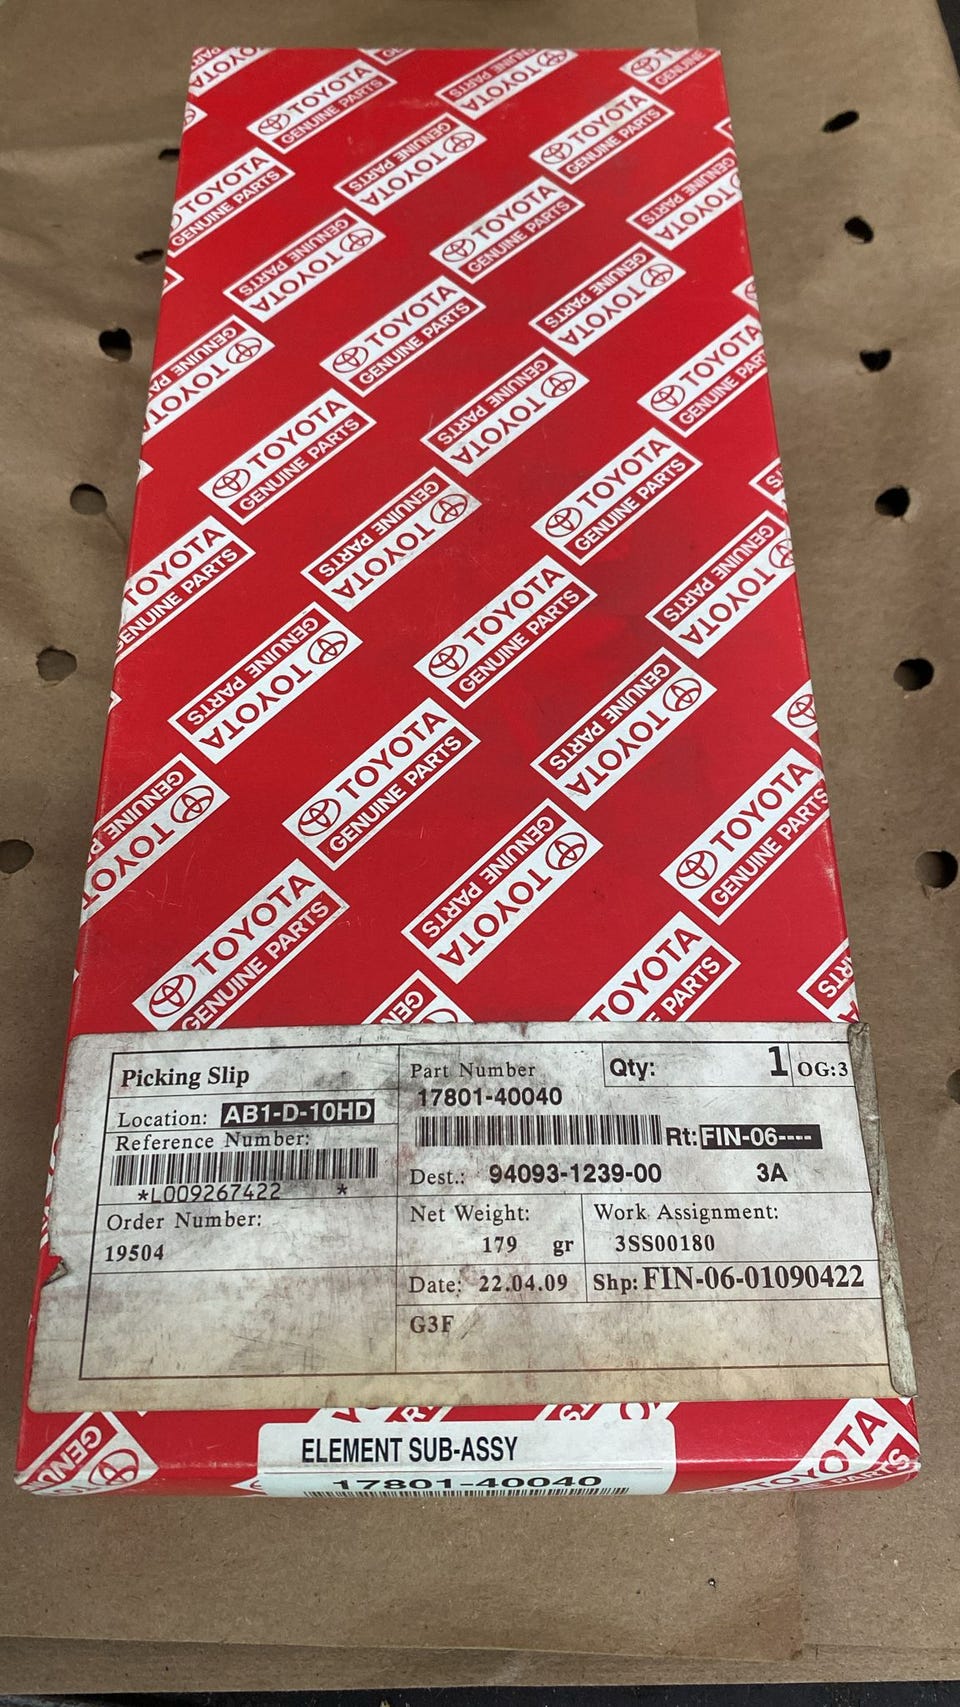 TOYOTA
GENUINE PARTS
Picking Slip
Location: AB1-D-10HD
Reference Number:
*L009267422 *
Order Number:
19504
Part Number
17801-40040
Qty: 1 OG:3
Rt: FIN-06----
Dest.: 94093-1239-00 3A
Net Weight:
179 gr
Work Assignment:
3SS00180
Date: 22.04.09
Shp: FIN-06-01090422
G3F
ELEMENT SUB-ASSY
17801-40040